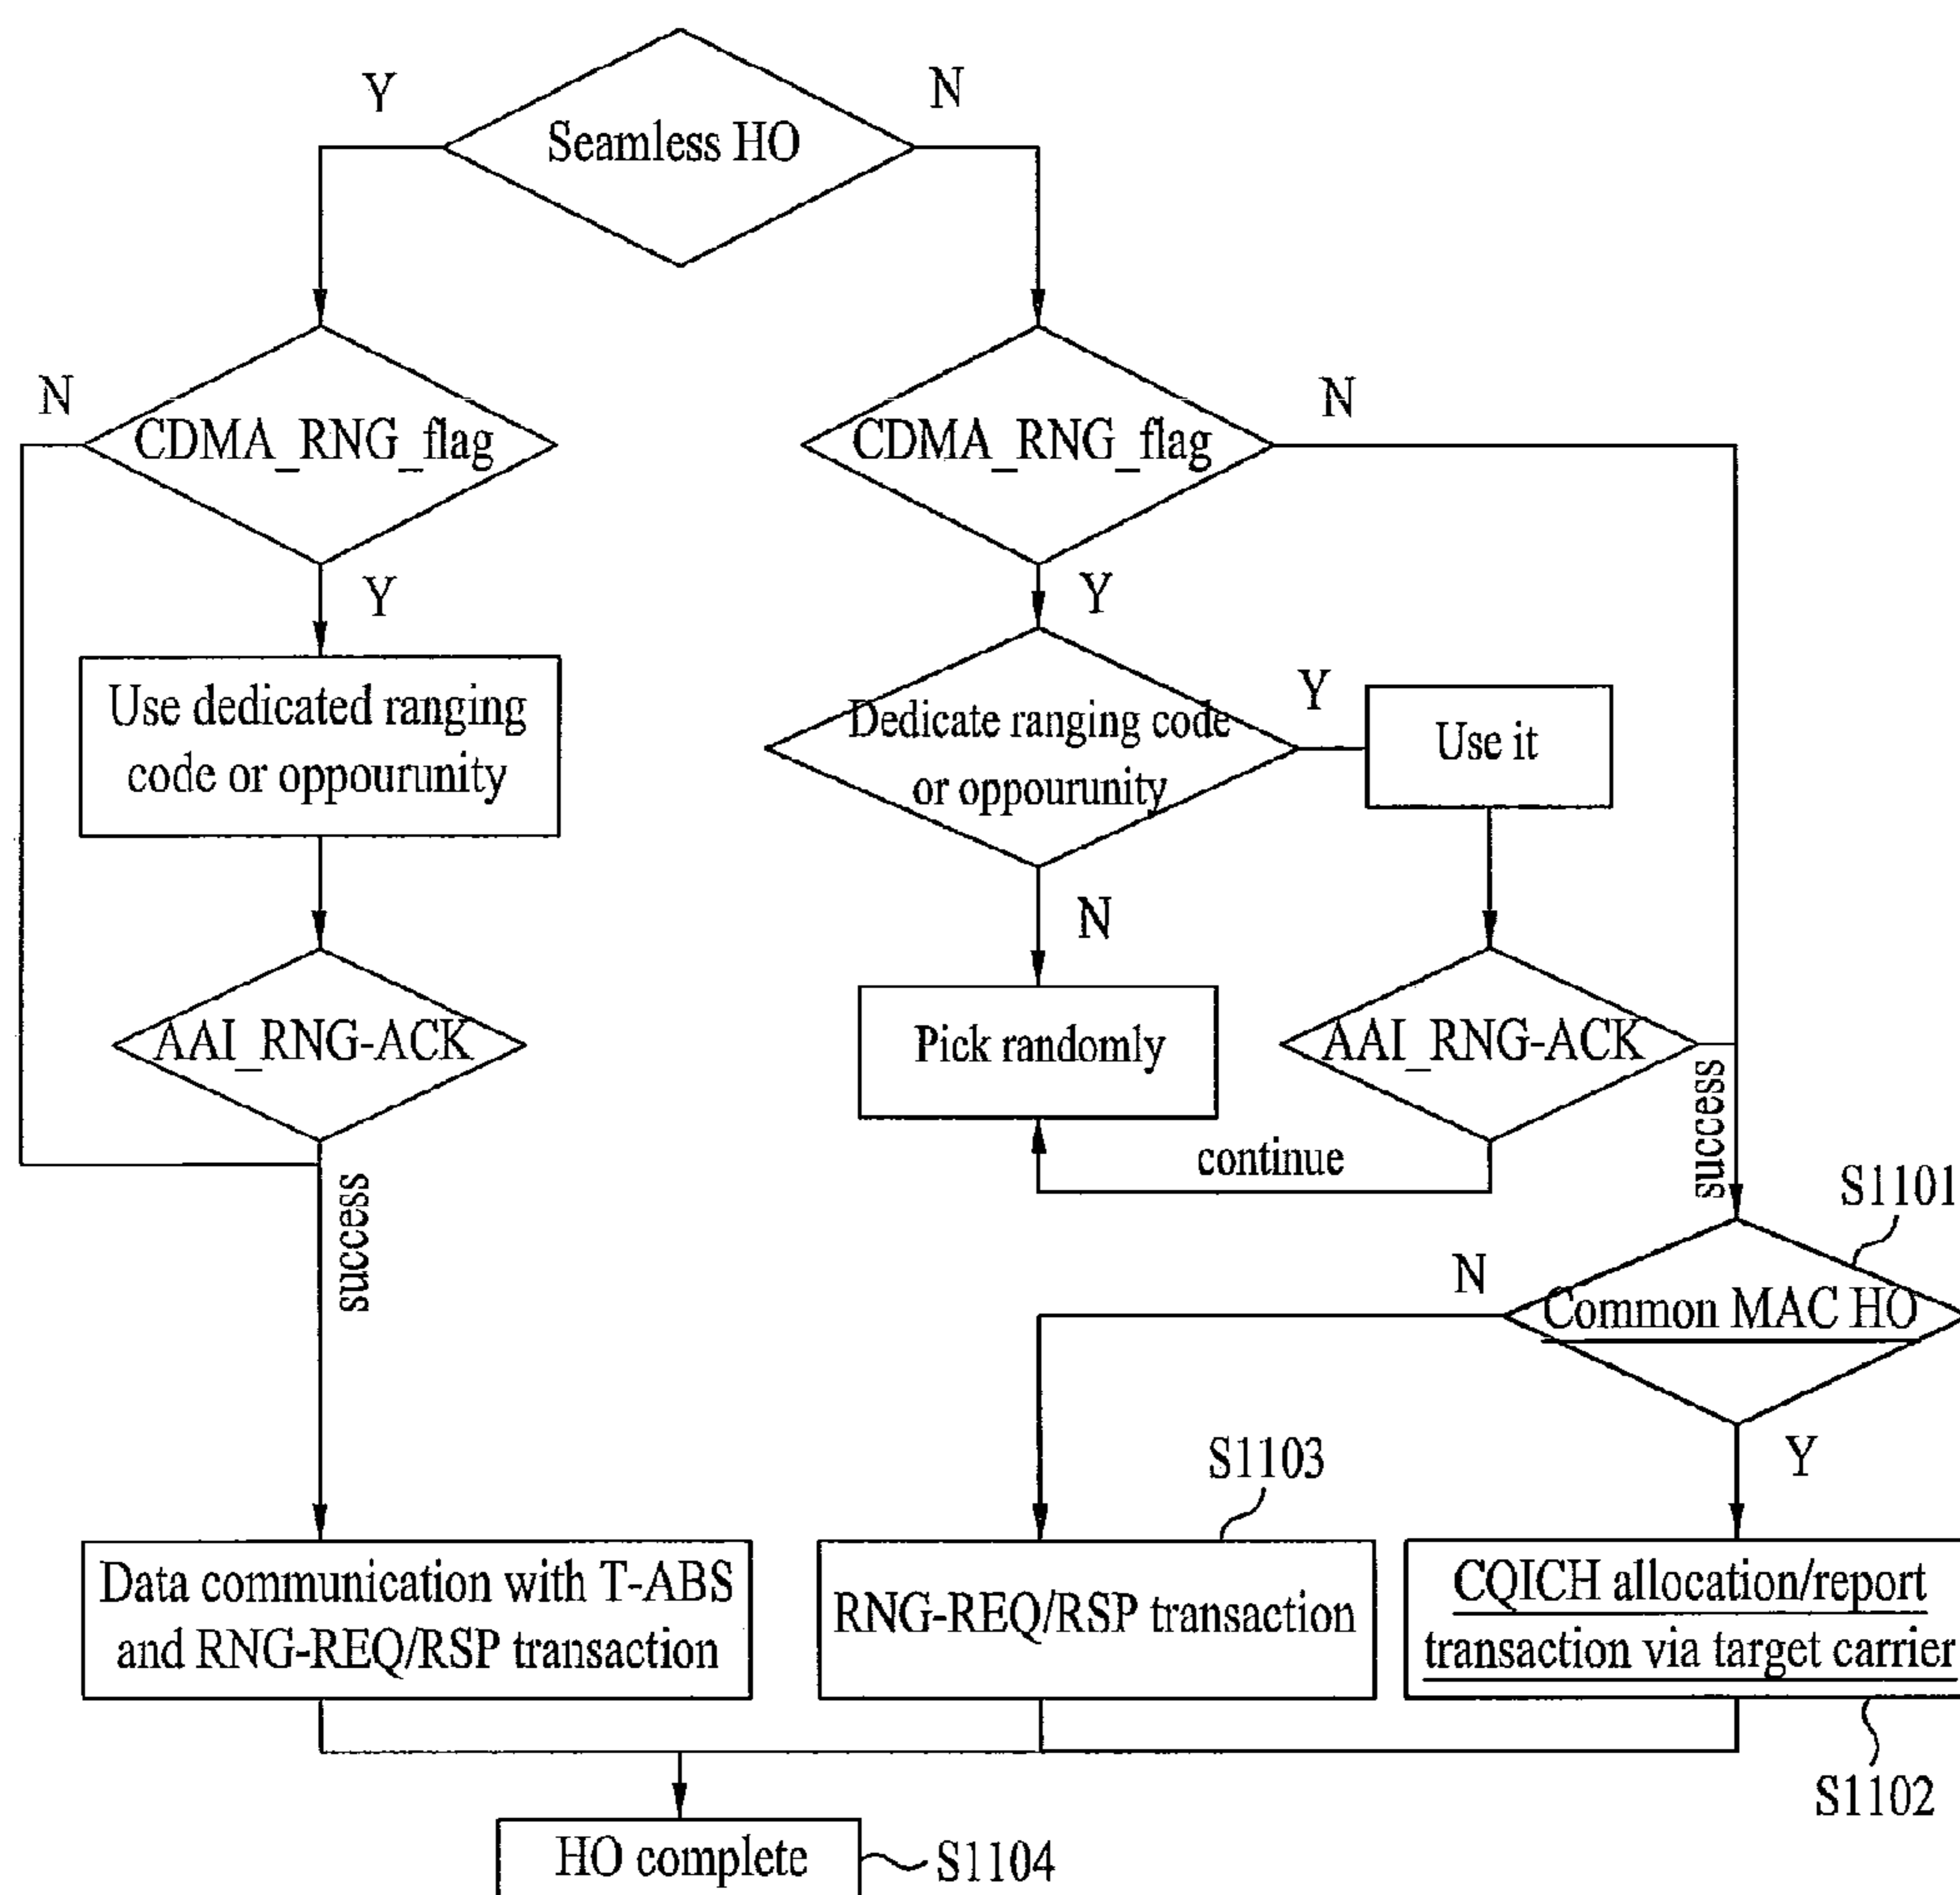 Seamless HO
Y
N
CDMA_RNG_flag
N
Y
CDMA_RNG_flag
N
Y
Use dedicated ranging
code or oppourunity
Dedicate ranging code
or oppourunity
Y
N
Use it
AAI_RNG-ACK
success
Pick randomly
AAI_RNG-ACK
continue
success
S1101
Common MAC HO
N
Y
Data communication with T-ABS
and RNG-REQ/RSP transaction
S1103
RNG-REQ/RSP transaction
CQICH allocation/report
transaction via target carrier
S1102
HO complete
S1104